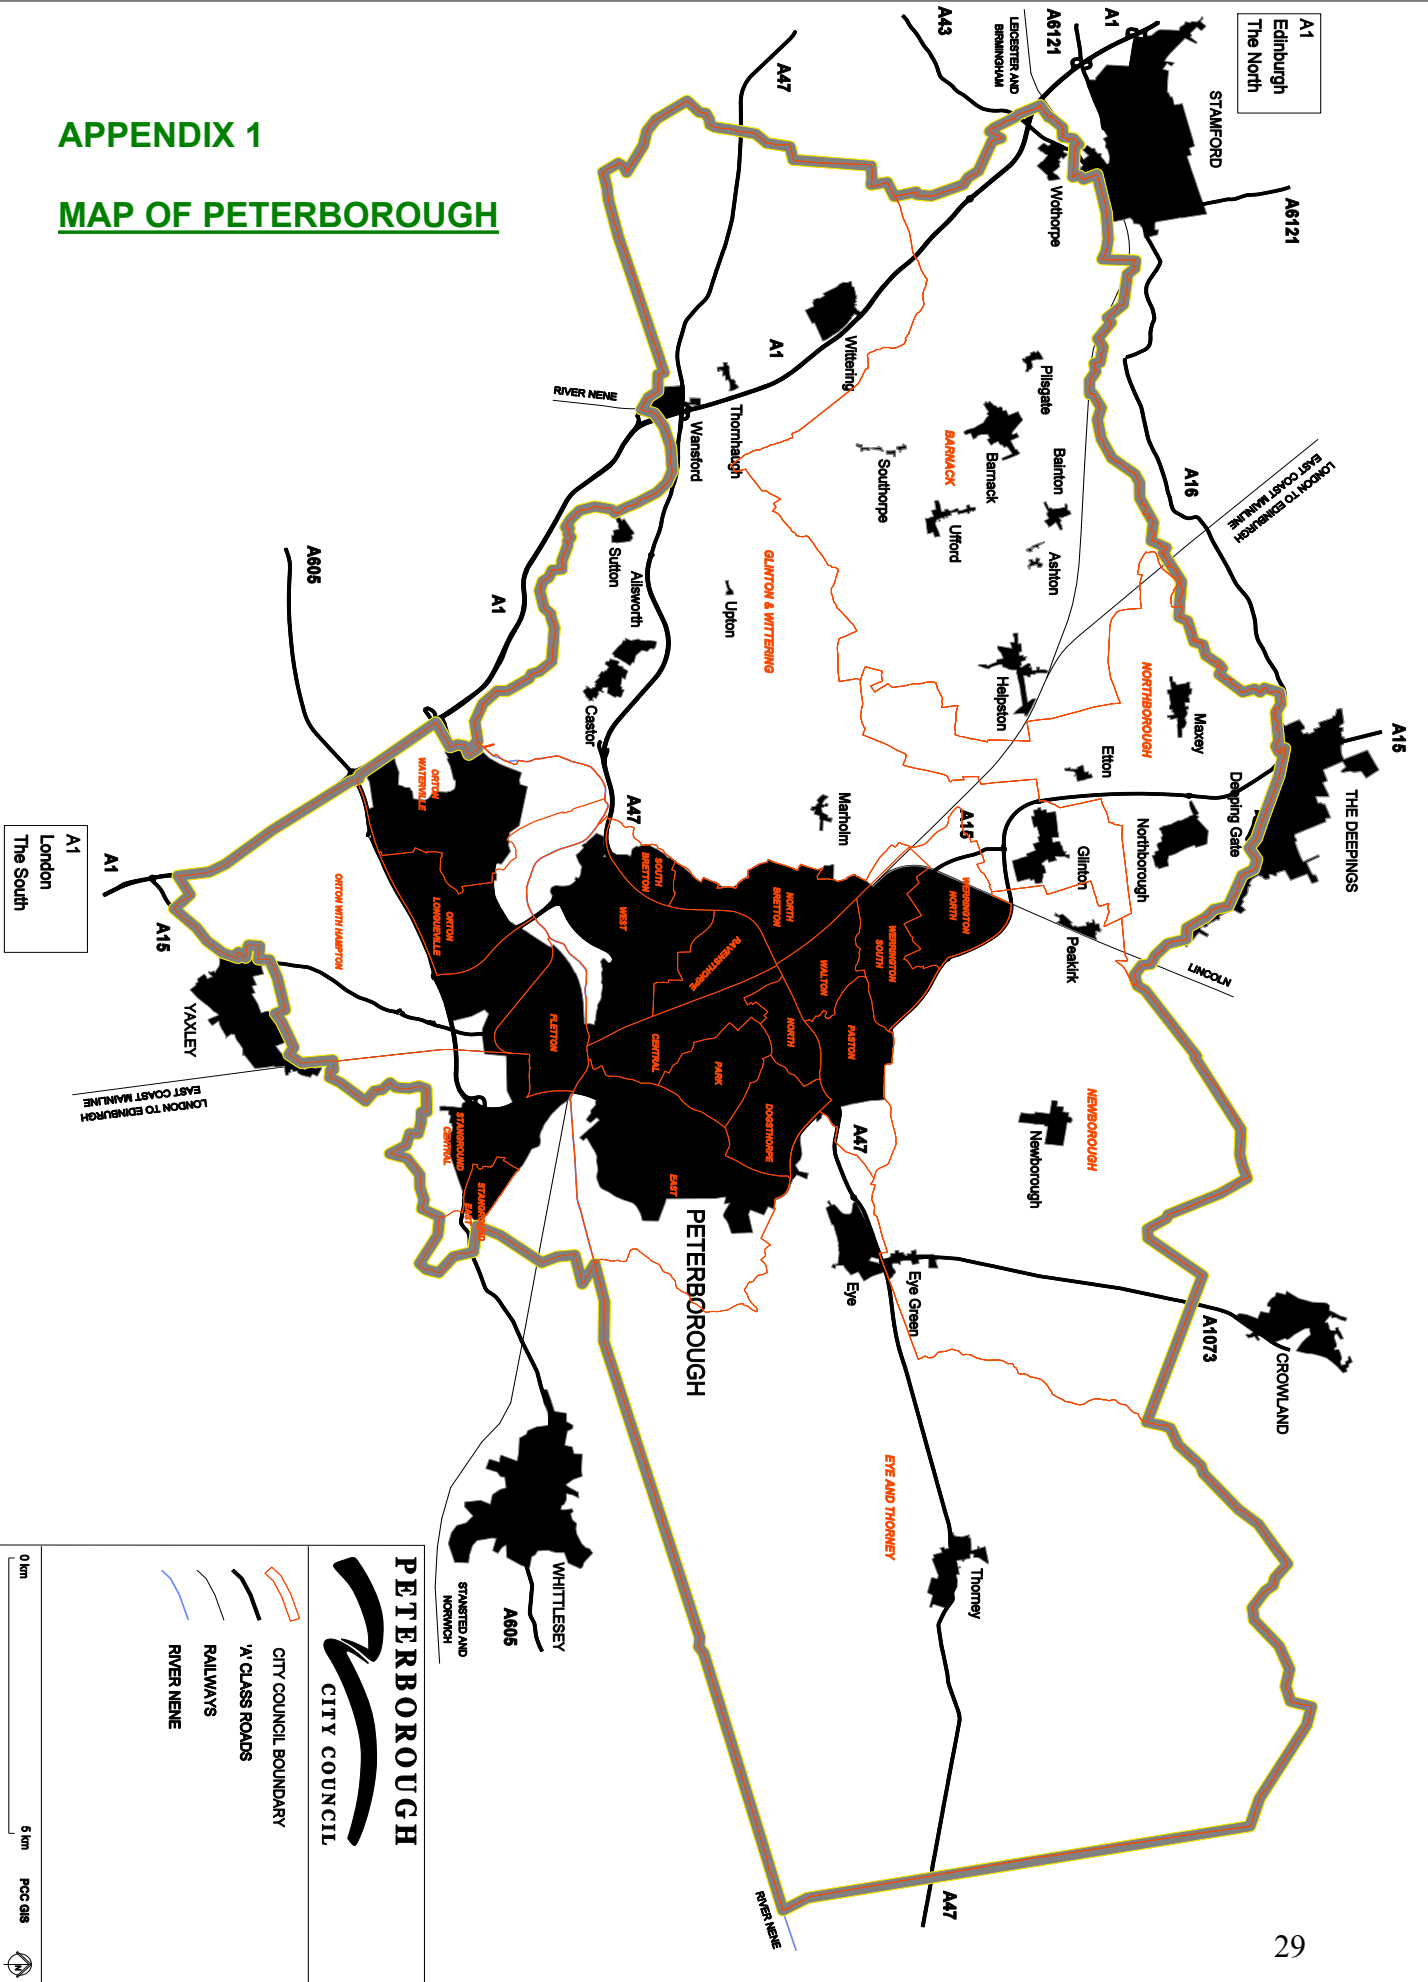 APPENDIX 1
MAP OF PETERBOROUGH
A1
Edinburgh
The North
STAMFORD
A6121
A1
A6121
LEICESTER AND
BIRMINGHAM
A43
A47
Wothorpe
Wittering
A1
Pilsgate
Barnack
BARNACK
Bainton
Southorpe
Ufford
Ashton
Thornhaugh
Wansford
RIVER NENE
A16
LONDON TO EDINBURGH
EAST COAST MAINLINE
GLINTON & WITTERING
Upton
Sutton
Ailsworth
Castor
A1
A605
Helpston
NORTHBOROUGH
Maxey
Etton
A15
THE DEEPINGS
Deeping Gate
Northborough
Glinton
Peakirk
LINCOLN
A15
Marholm
A47
ORTON
WATERVILLE
ORTON
LONGUEVILLE
ORTON WITH HAMPTON
SOUTH
BRETTON
NORTH
BRETTON
WEST
RAVENSTHORPE
WERRINGTON
NORTH
WERRINGTON
SOUTH
WALTON
PASTON
NORTH
CENTRAL
PARK
DOGSTHORPE
EAST
FLETTON
STANGROUND
CENTRAL
STANGROUND
EAST
A1
London
The South
A1
A15
YAXLEY
LONDON TO EDINBURGH
EAST COAST MAINLINE
NEWBOROUGH
Newborough
A47
Eye
Eye Green
PETERBOROUGH
A1073
CROWLAND
EYE AND THORNEY
Thorney
WHITTLESEY
A605
STANSTED AND
NORWICH
A47
RIVER NENE
PETERBOROUGH
CITY COUNCIL
CITY COUNCIL BOUNDARY
'A' CLASS ROADS
RAILWAYS
RIVER NENE
0 km
5 km
PCC GIS
N
29